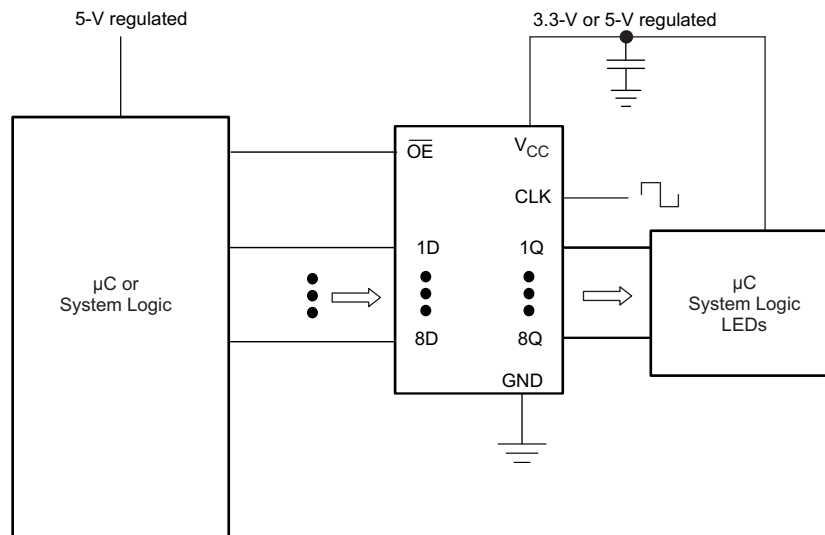 5-V regulated
3.3-V or 5-V regulated
OE
VCC
CLK
1D
1Q
µC or
System Logic
µC
System Logic
LEDs
8D
8Q
GND